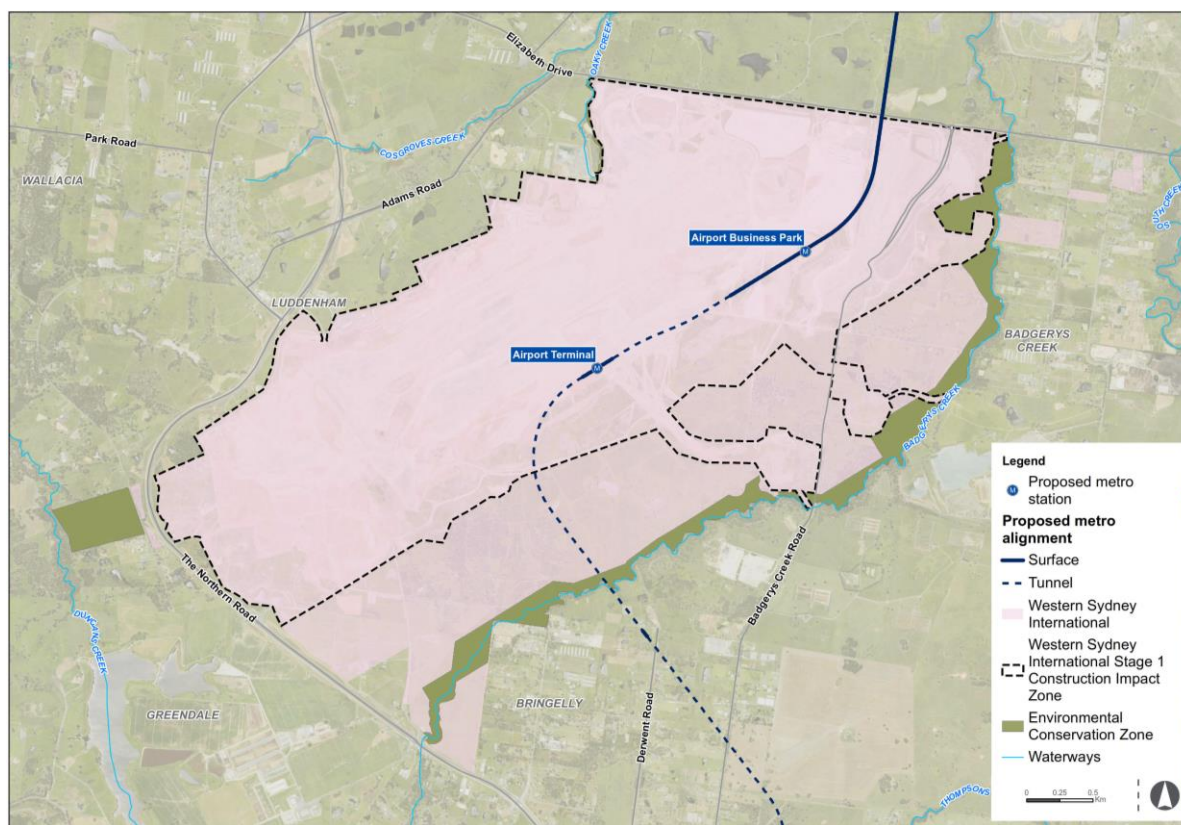 Elizabeth Drive
OAKY CREEK
Park Road
COSGROVES CREEK
WALLACIA
Adams Road
UTH CREEK
SO
Airport Business Park
M
LUDDENHAM
BADGERYS
CREEK
Airport Terminal
M
BADGERYS CREEK
The Northern Road
Badgerys Creek Road
DUNCANS CREEK
BRINGELLY
GREENDALE
Derwent Road
THOMPSONS
Legend
M
Proposed metro
station
Proposed metro
alignment
Surface
Tunnel
Western Sydney
International
Western Sydney
International Stage 1
Construction Impact
Zone
Environmental
Conservation Zone
Waterways
0 0.25 0.5
Km